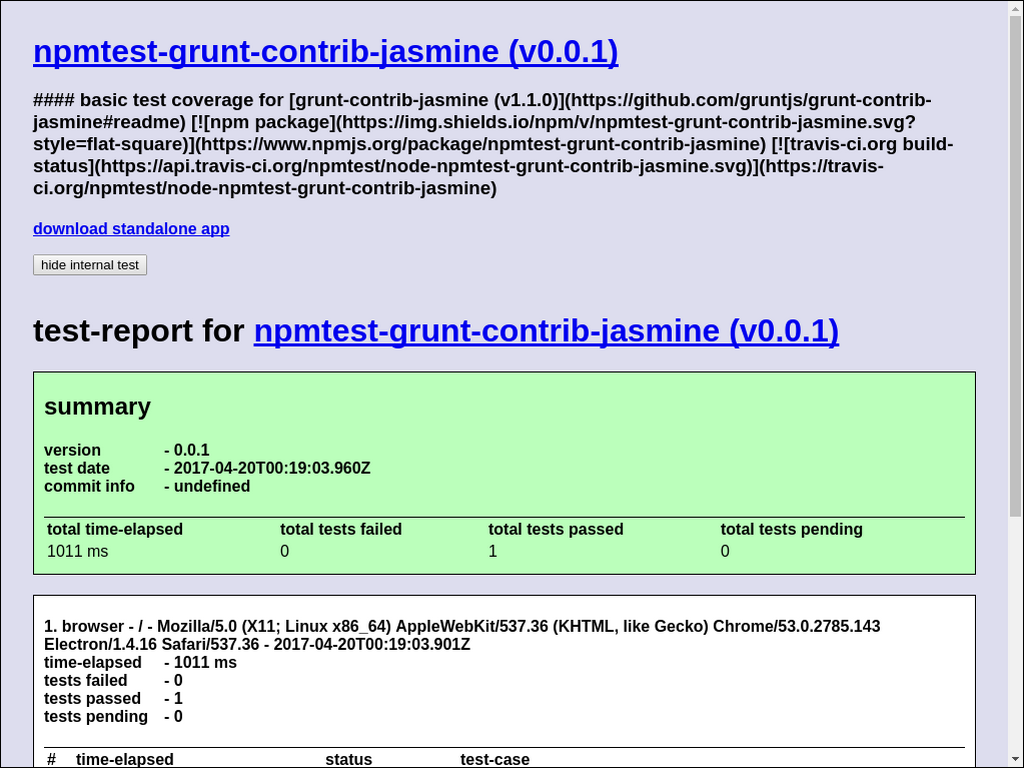 npmtest-grunt-contrib-jasmine (v0.0.1)
#### basic test coverage for [grunt-contrib-jasmine (v1.1.0)](https://github.com/gruntjs/grunt-contrib-
jasmine#readme) [![npm package](https://img.shields.io/npm/v/npmtest-grunt-contrib-jasmine.svg?
style=flat-square)](https://www.npmjs.org/package/npmtest-grunt-contrib-jasmine) [![travis-ci.org build-
status](https://api.travis-ci.org/npmtest/node-npmtest-grunt-contrib-jasmine.svg)](https://travis-
ci.org/npmtest/node-npmtest-grunt-contrib-jasmine)
download standalone app
hide internal test
test-report for npmtest-grunt-contrib-jasmine (v0.0.1)
summary
version - 0.0.1
test date - 2017-04-20T00:19:03.960Z
commit info - undefined
total time-elapsed total tests failed total tests passed total tests pending
1011 ms 0 1 0
1. browser - / - Mozilla/5.0 (X11; Linux x86_64) AppleWebKit/537.36 (KHTML, like Gecko) Chrome/53.0.2785.143
Electron/1.4.16 Safari/537.36 - 2017-04-20T00:19:03.901Z
time-elapsed - 1011 ms
tests failed - 0
tests passed - 1
tests pending - 0
# time-elapsed status test-case